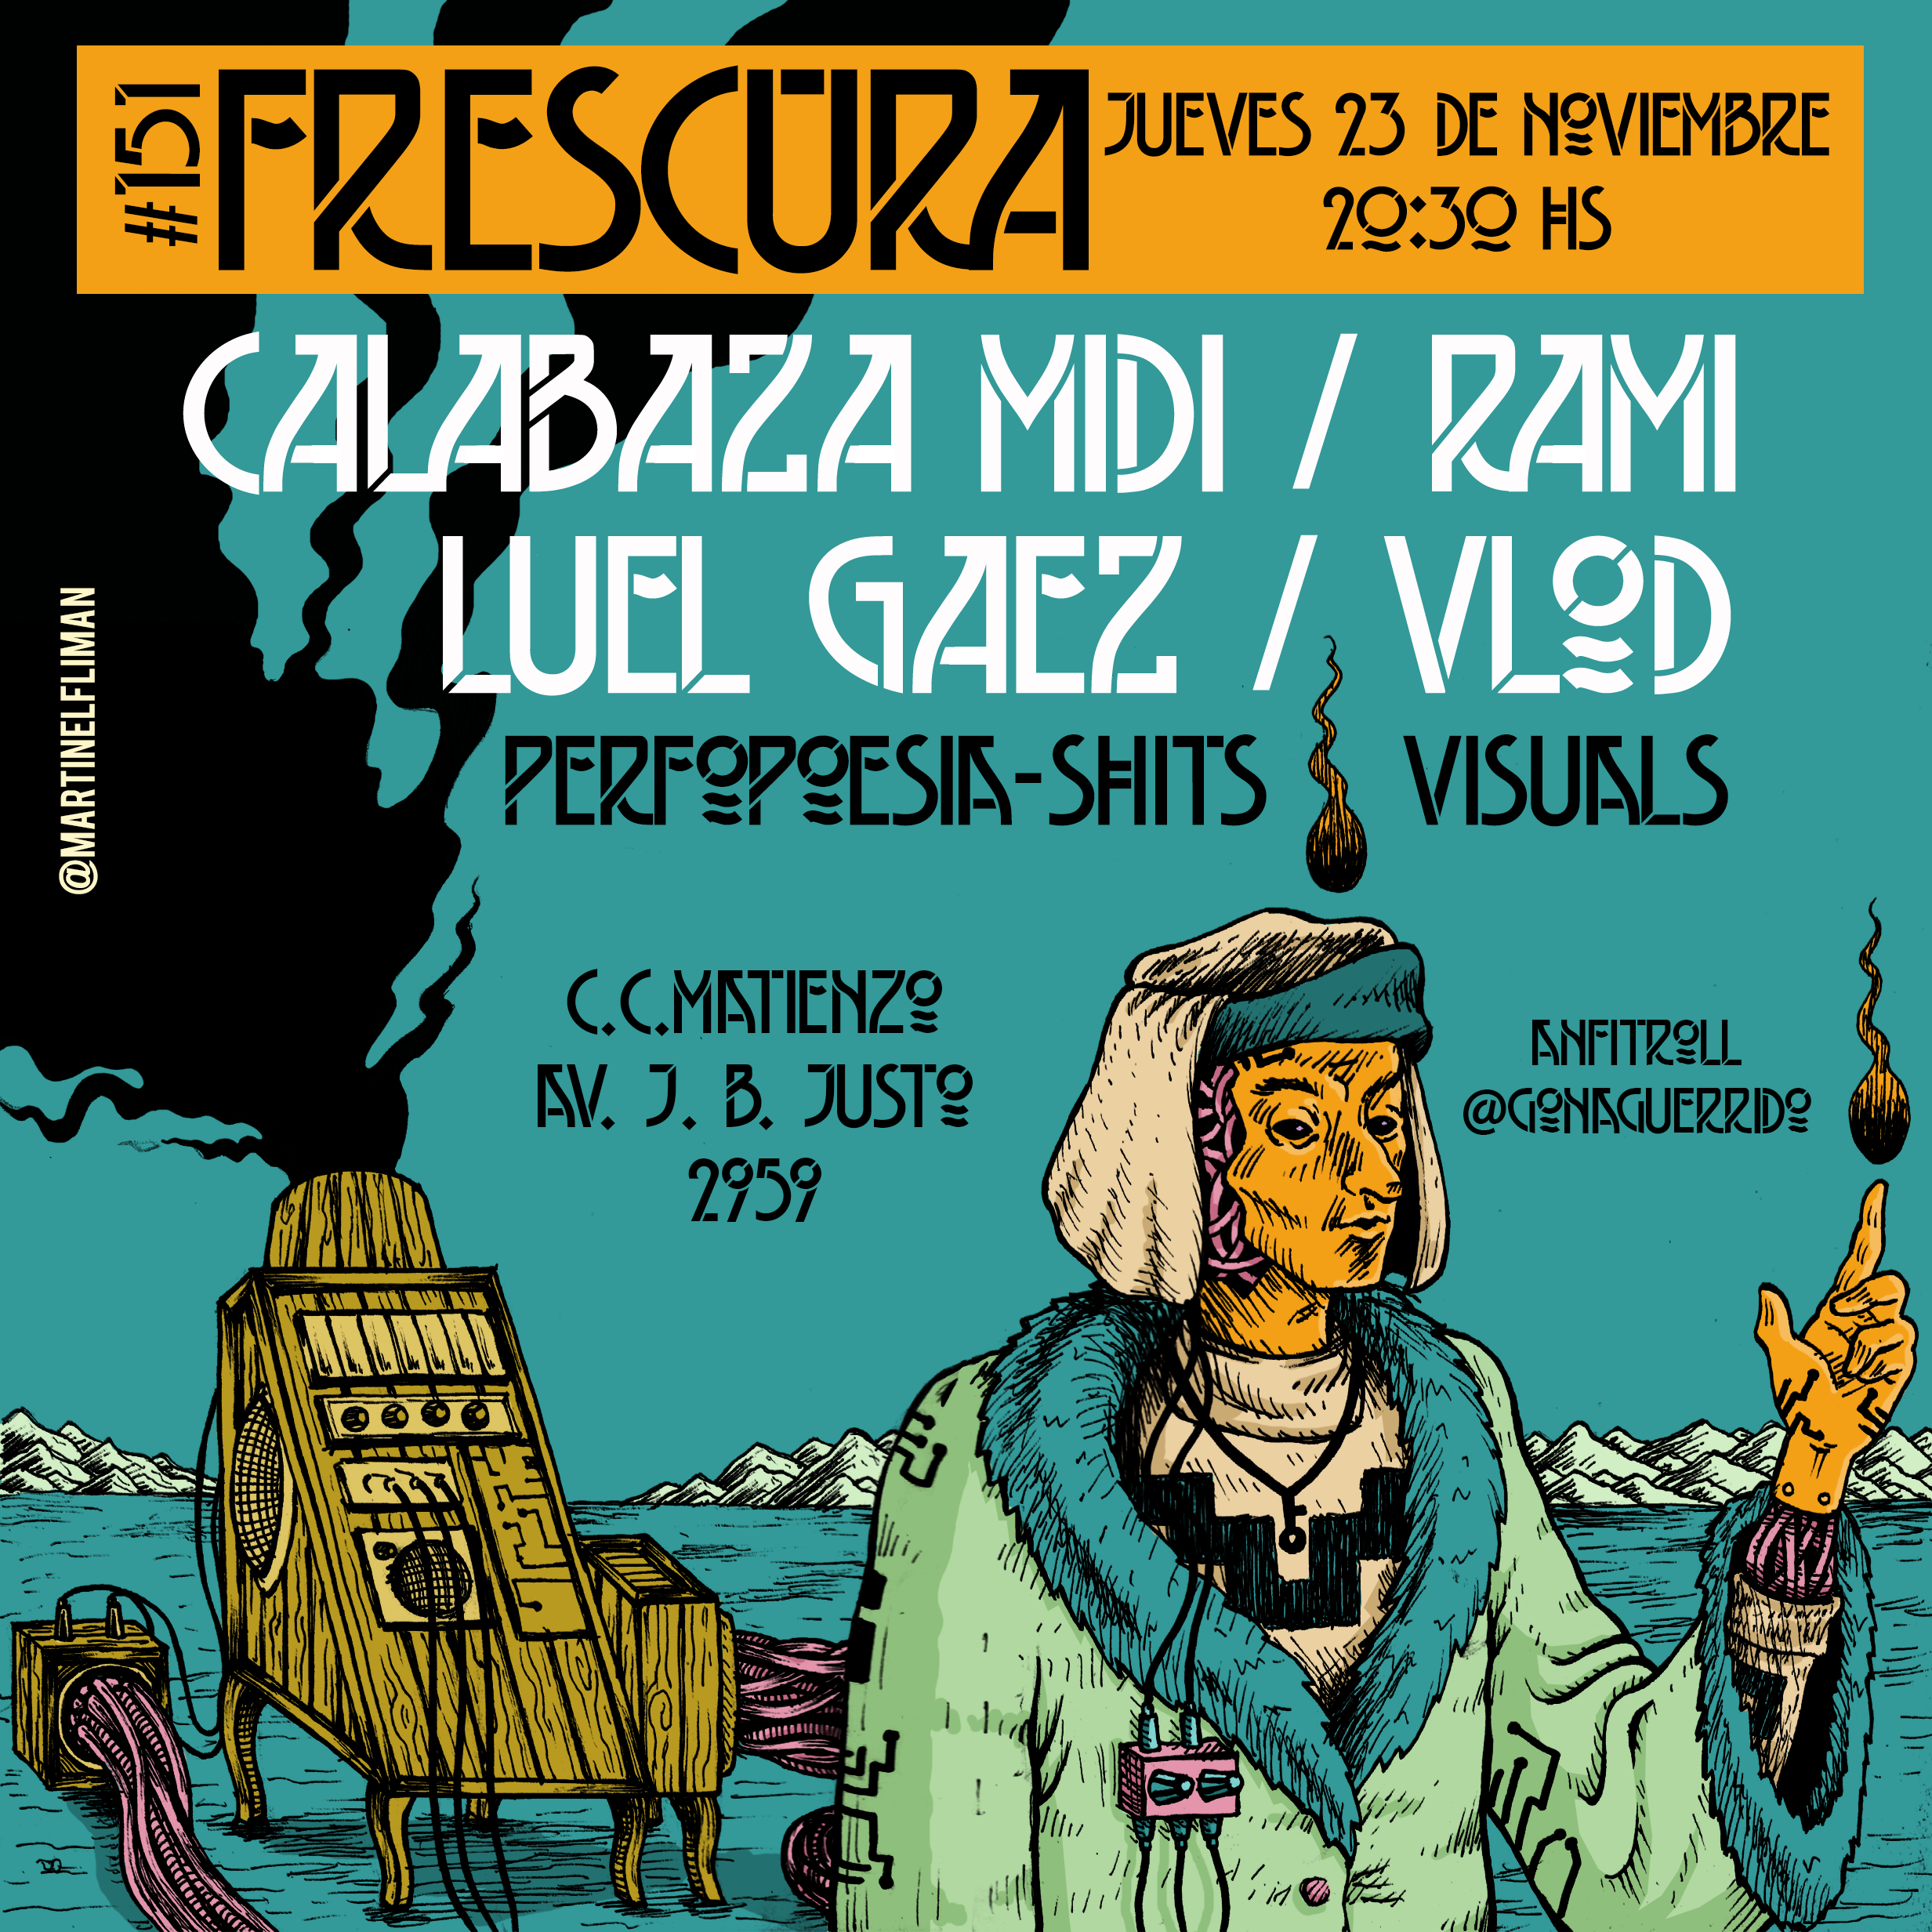 #151
FRESCURA
JUEVES 23 DE NOVIEMBRE
20:30 HS
CALABAZA MIDI / RAMI
LUEL GAEZ / VLOD
PERFOPOESIA-SHITS VISUALS
@MARTINELFLIMAN
C.C.MATIENZO
AV. J. B. JUSTO
2959
ANFITROLL
@GONAGUERRIDO